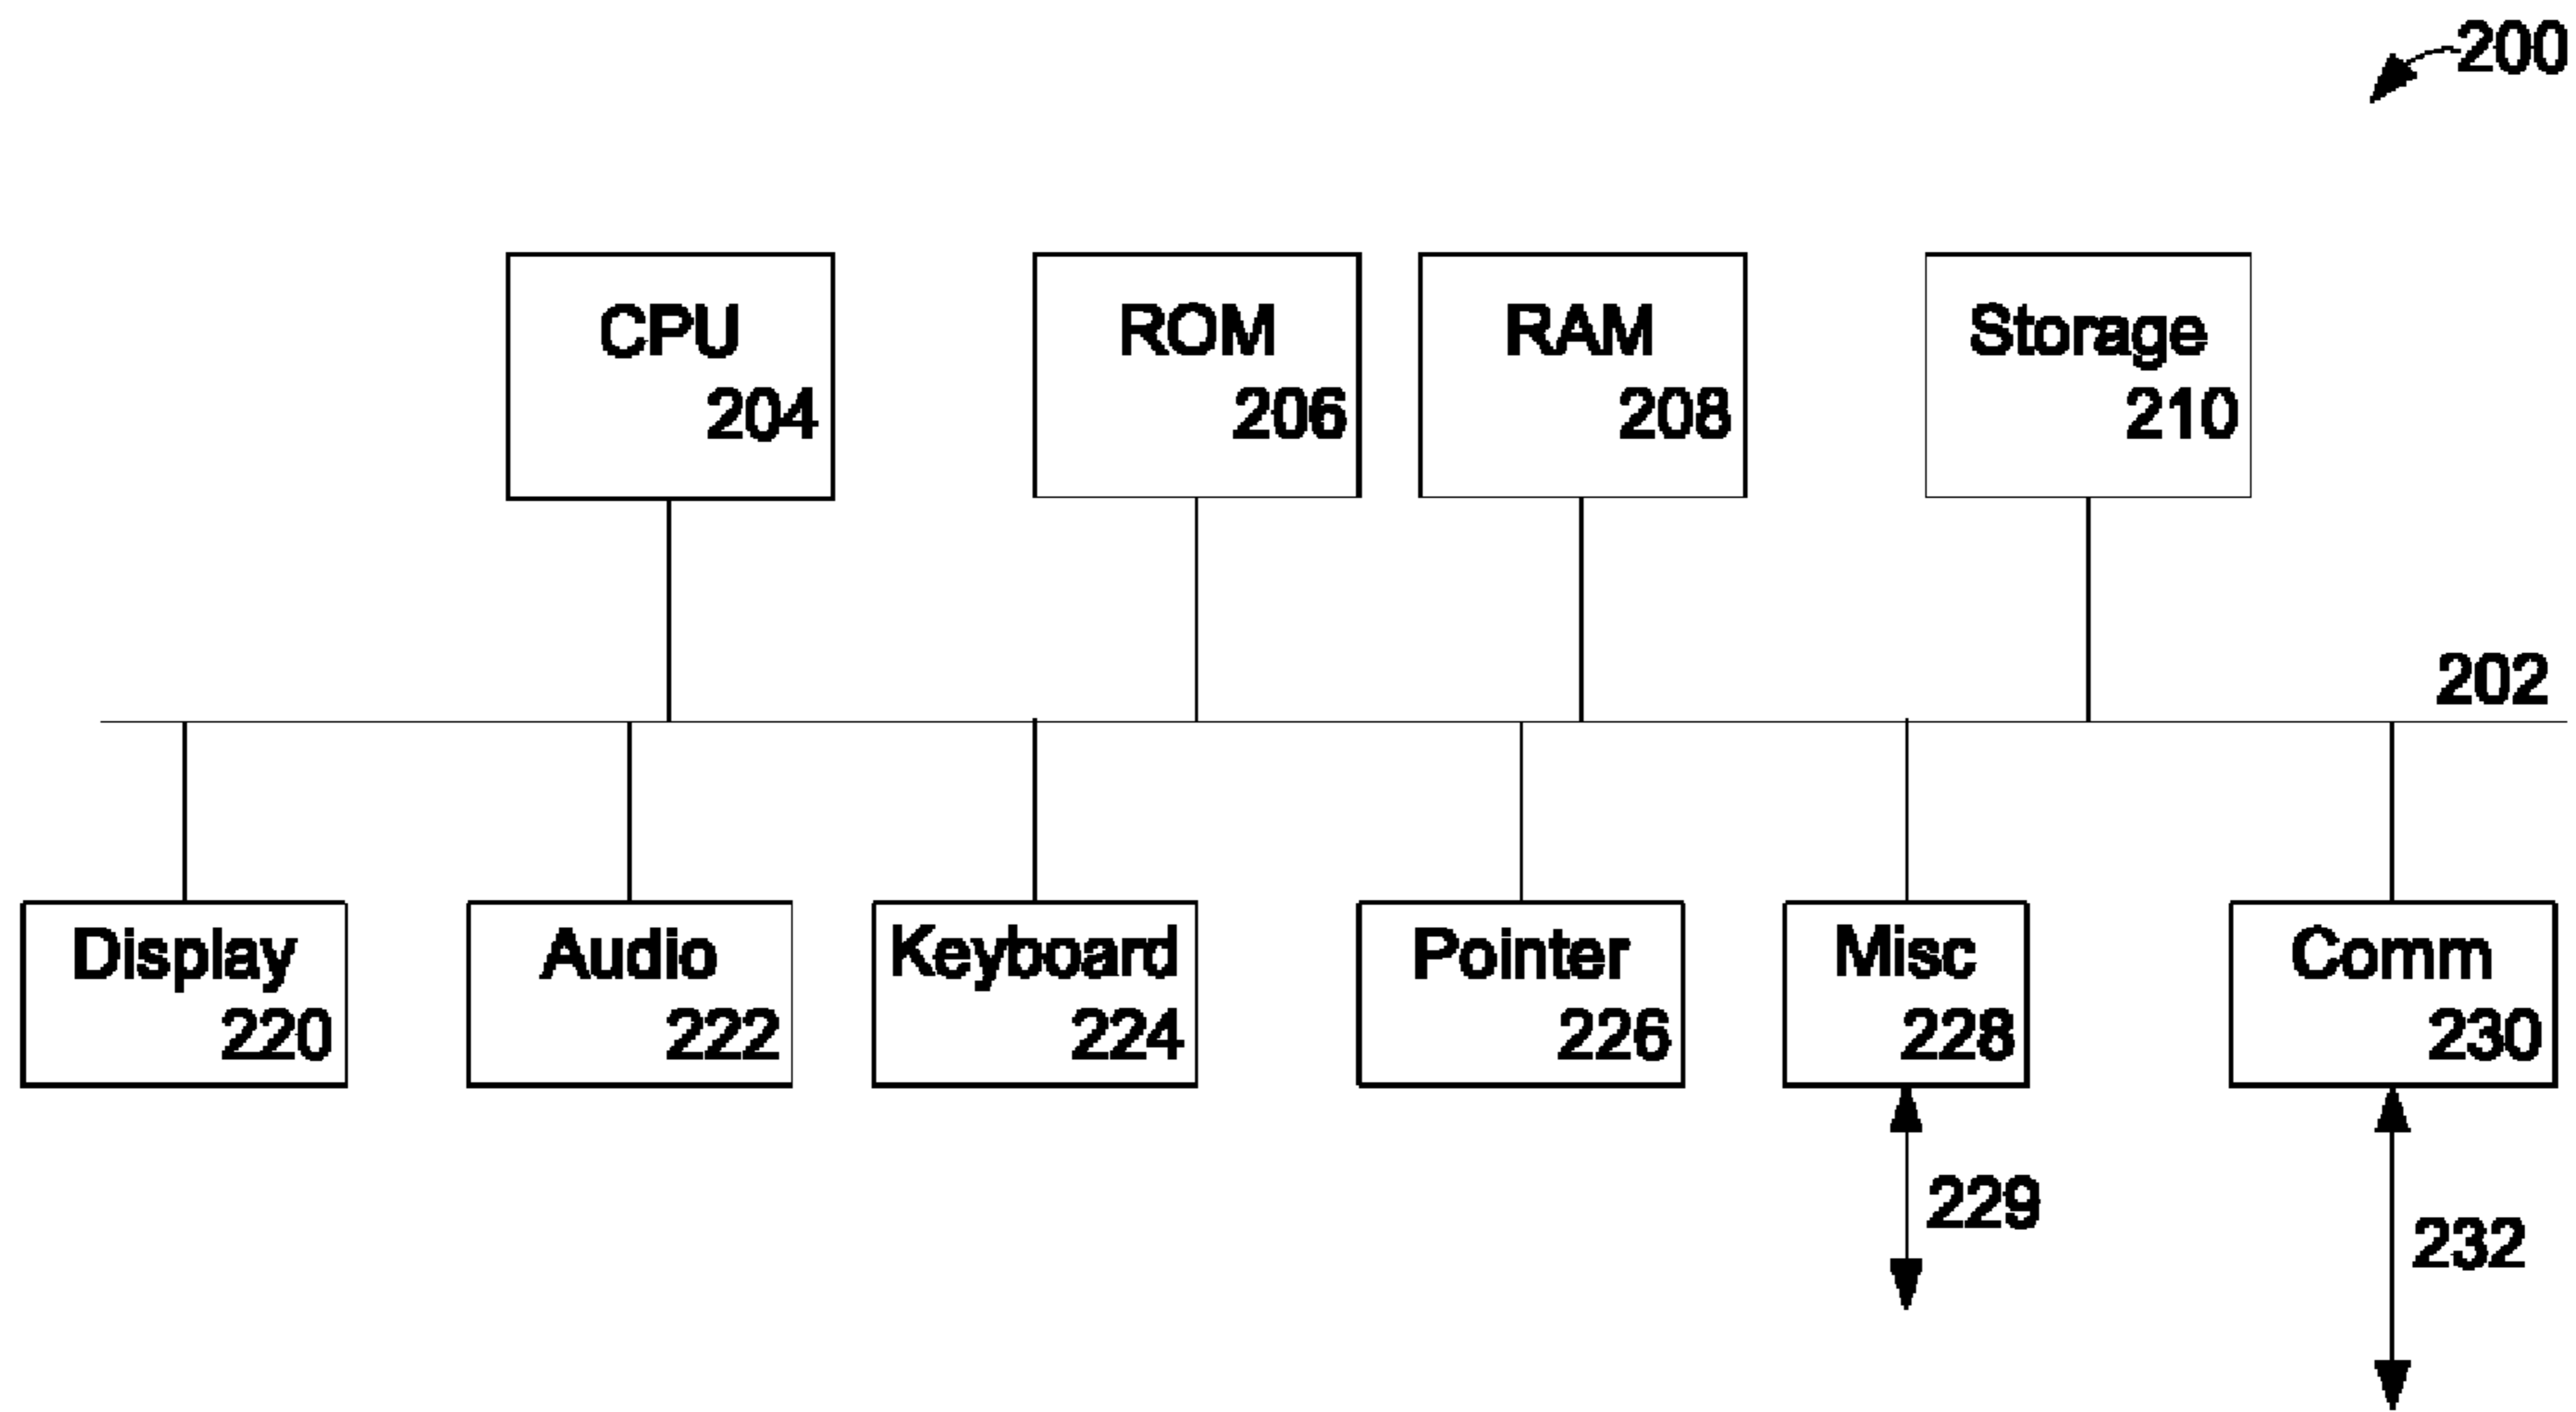 200
CPU
204
ROM
206
RAM
208
Storage
210
202
Display
220
Audio
222
Keyboard
224
Pointer
226
Misc
228
Comm
230
229
232